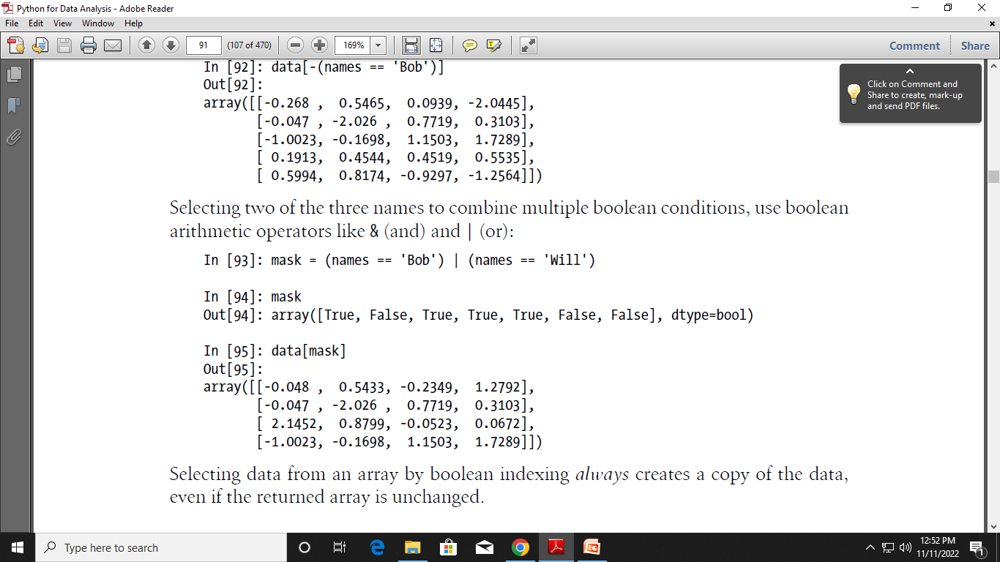 Python for Data Analysis - Adobe Reader
File Edit View Window Help
91 (107 of 470) 169% Comment Share
Click on Comment and
Share to create, mark-up
and send PDF files.
In [92]: data[-(names == 'Bob')]
Out[92]:
array([[-0.268 ,  0.5465,  0.0939, -2.0445],
       [-0.047 , -2.026 ,  0.7719,  0.3103],
       [-1.0023, -0.1698,  1.1503,  1.7289],
       [ 0.1913,  0.4544,  0.4519,  0.5535],
       [ 0.5994,  0.8174, -0.9297, -1.2564]])
Selecting two of the three names to combine multiple boolean conditions, use boolean
arithmetic operators like & (and) and | (or):
In [93]: mask = (names == 'Bob') | (names == 'Will')
In [94]: mask
Out[94]: array([True, False, True, True, True, False, False], dtype=bool)
In [95]: data[mask]
Out[95]:
array([[-0.048 ,  0.5433, -0.2349,  1.2792],
       [-0.047 , -2.026 ,  0.7719,  0.3103],
       [ 2.1452,  0.8799, -0.0523,  0.0672],
       [-1.0023, -0.1698,  1.1503,  1.7289]])
Selecting data from an array by boolean indexing always creates a copy of the data,
even if the returned array is unchanged.
Type here to search
12:52 PM
11/11/2022
1